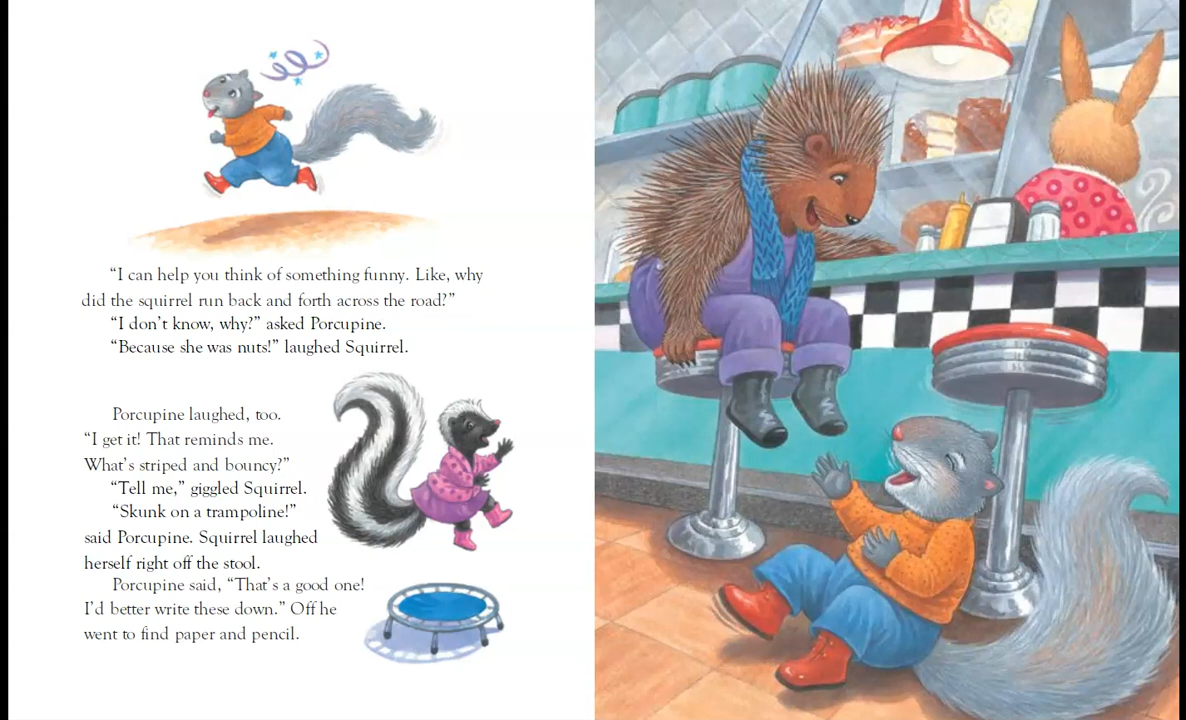 “I can help you think of something funny. Like, why
did the squirrel run back and forth across the road?”
“I don’t know, why?” asked Porcupine.
“Because she was nuts!” laughed Squirrel.
Porcupine laughed, too.
“I get it! That reminds me.
What’s striped and bouncy?”
“Tell me,” giggled Squirrel.
“Skunk on a trampoline!”
said Porcupine. Squirrel laughed
herself right off the stool.
Porcupine said, “That’s a good one!
I’d better write these down.” Off he
went to find paper and pencil.